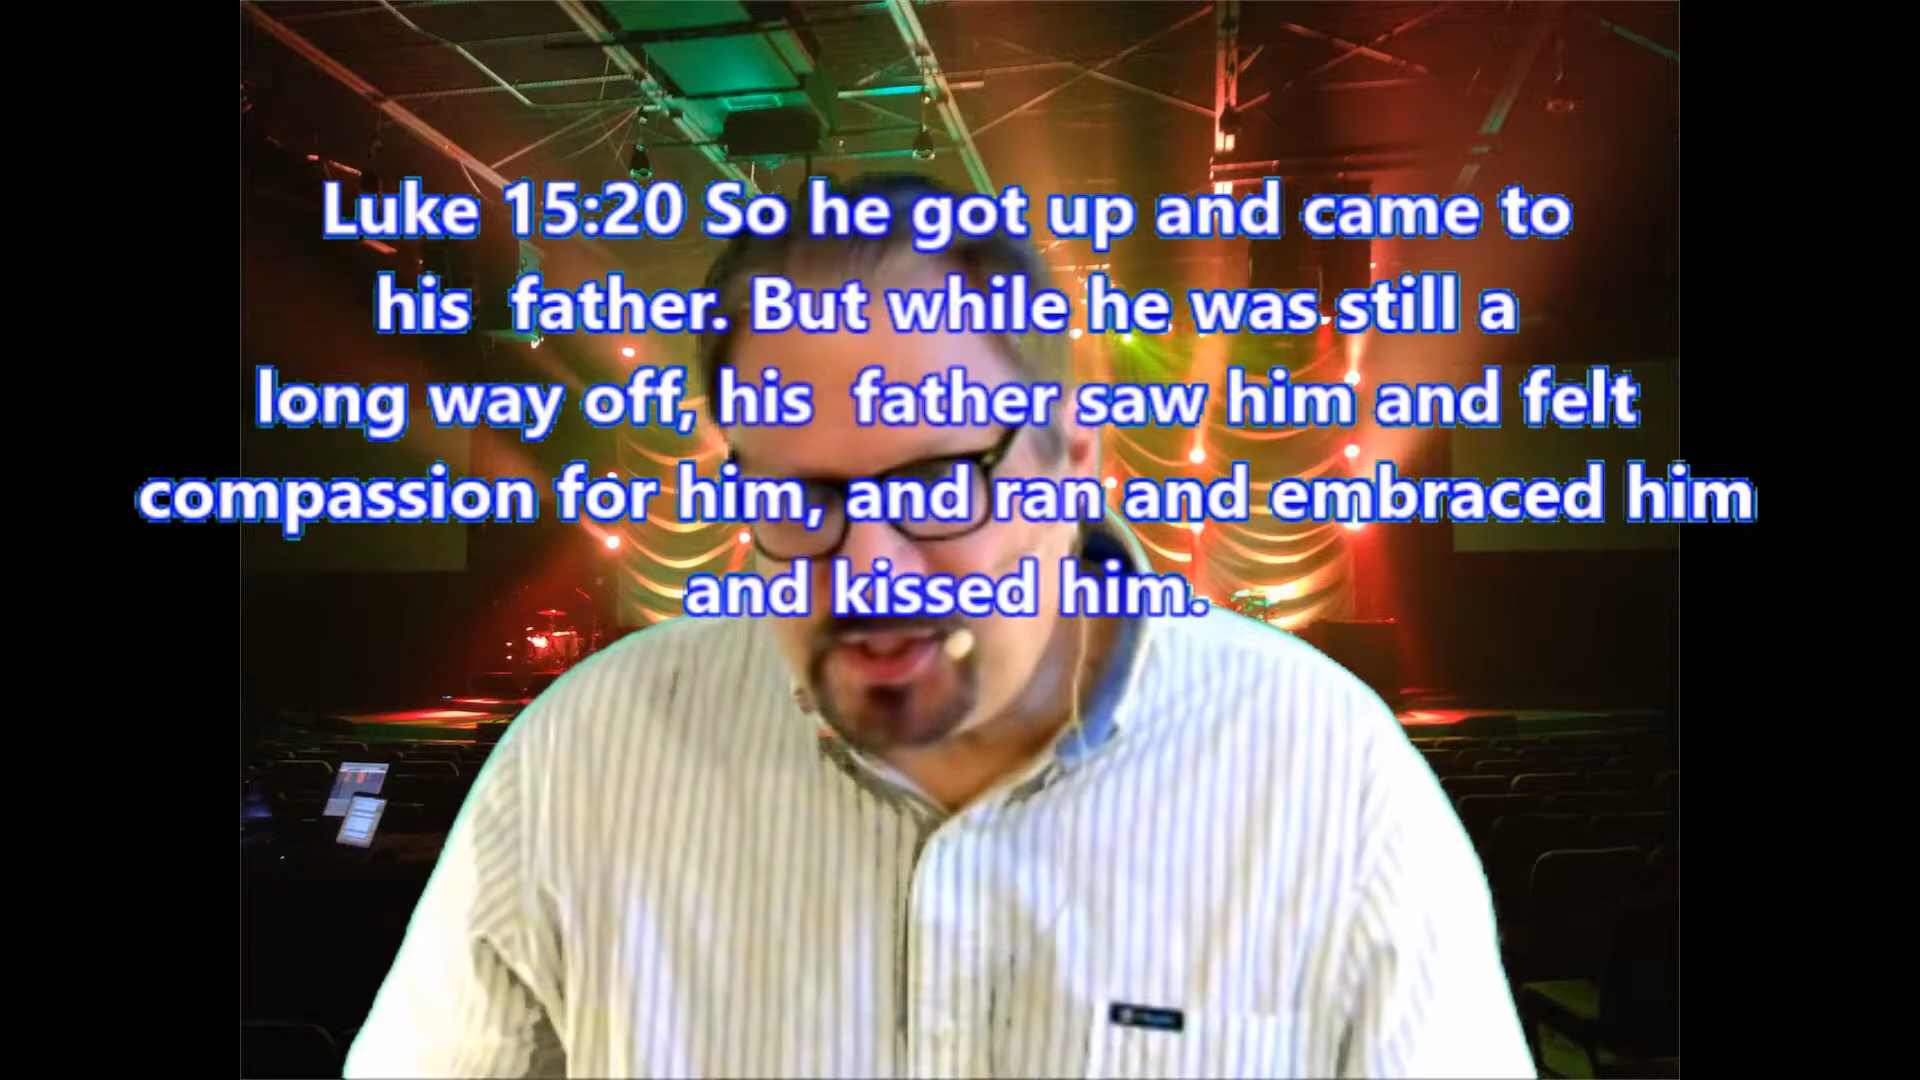 Luke 15:20 So he got up and came to
his father. But while he was still a
long way off, his father saw him and felt
compassion for him, and ran and embraced him
and kissed him.